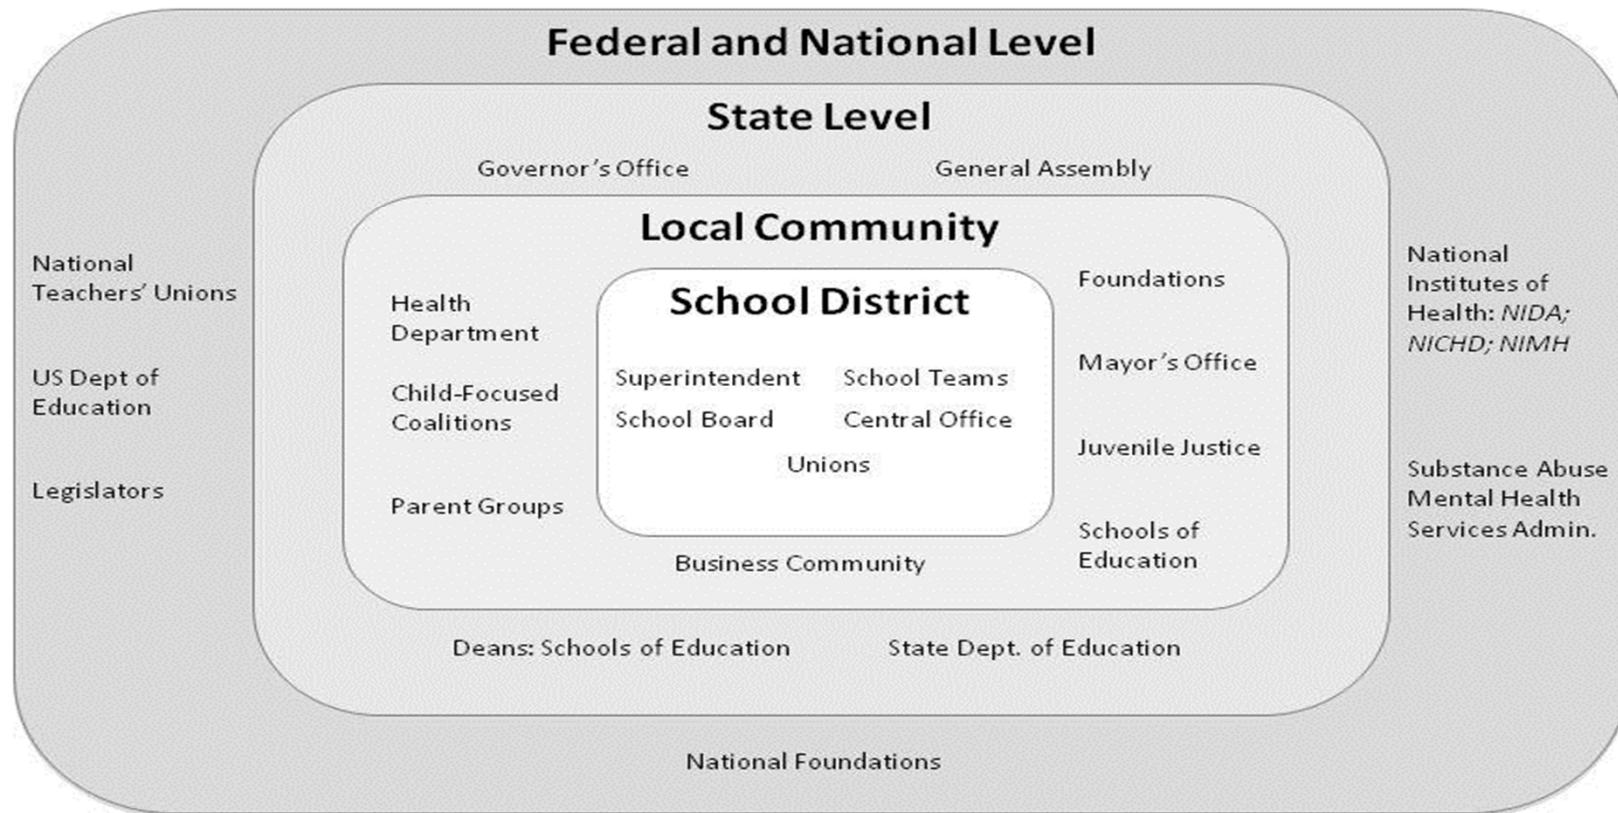 Federal and National Level
State Level
Governor’s Office
General Assembly
Local Community
School District
Superintendent
School Teams
School Board
Central Office
Unions
Health
Department
Child-Focused
Coalitions
Parent Groups
Foundations
Mayor’s Office
Juvenile Justice
Schools of
Education
Business Community
Deans: Schools of Education
State Dept. of Education
National
Teachers’ Unions
US Dept of
Education
Legislators
National
Institutes of
Health: NIDA;
NICHD; NIMH
Substance Abuse
Mental Health
Services Admin.
National Foundations